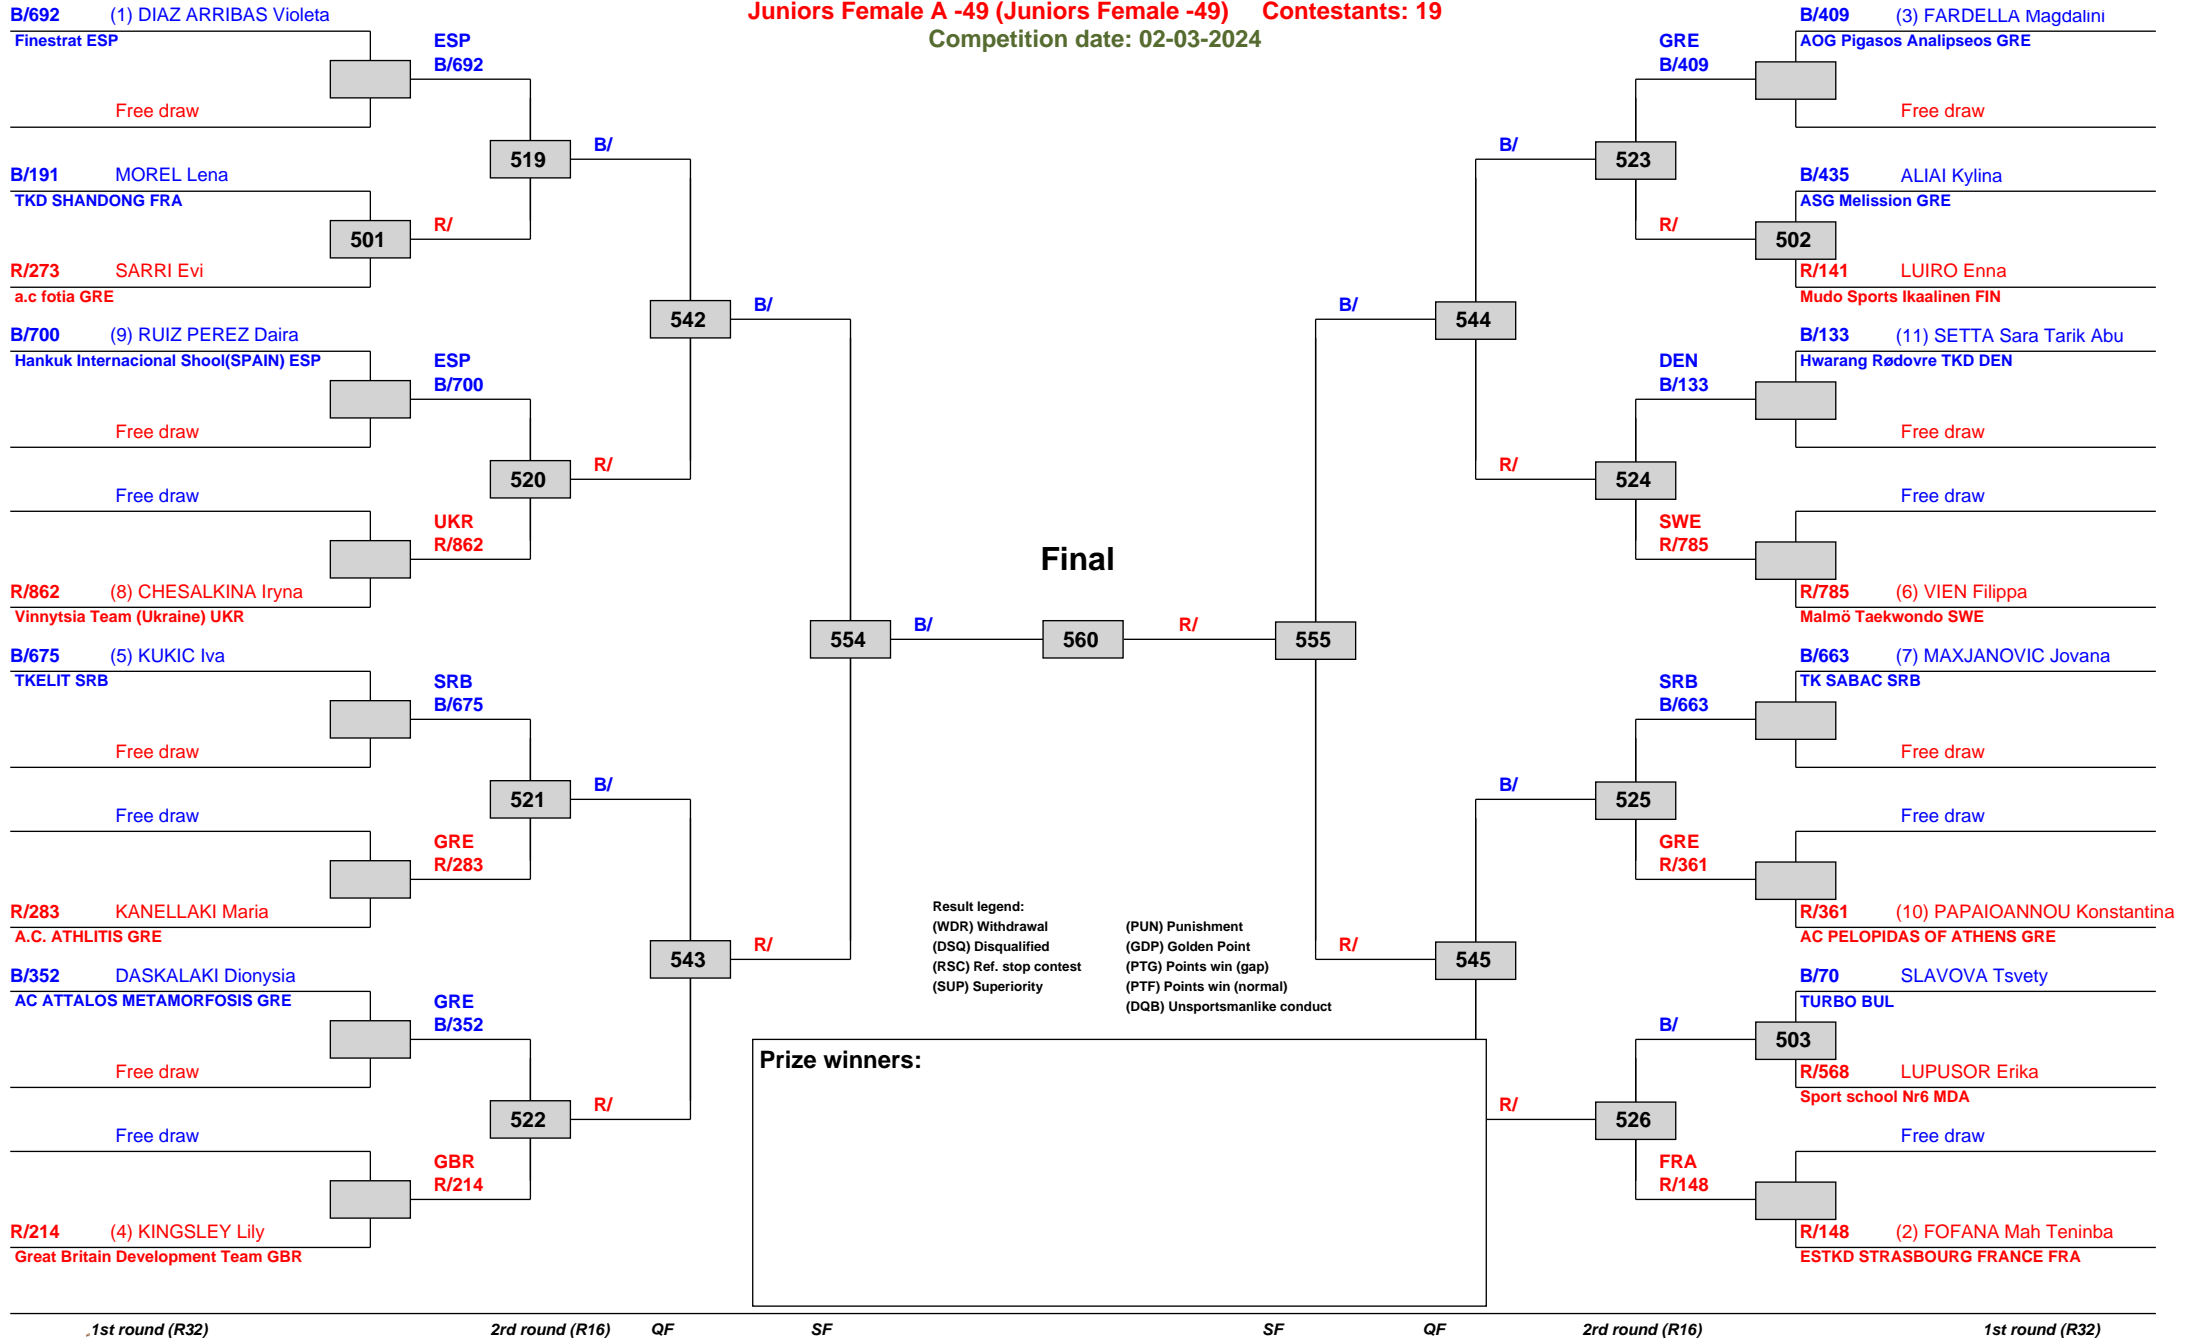 Juniors Female A -49 (Juniors Female -49) Contestants: 19
Competition date: 02-03-2024
B/692 (1) DIAZ ARRIBAS Violeta
Finestrat ESP
Free draw
ESP
B/692
B/191 MOREL Lena
TKD SHANDONG FRA
501
R/
R/273 SARRI Evi
a.c fotia GRE
519
B/
B/700 (9) RUIZ PEREZ Daira
Hankuk Internacional Shool(SPAIN) ESP
Free draw
ESP
B/700
Free draw
UKR
R/862
R/862 (8) CHESALKINA Iryna
Vinnytsia Team (Ukraine) UKR
520
R/
542
B/
B/675 (5) KUKIC Iva
TKELIT SRB
Free draw
SRB
B/675
Free draw
GRE
R/283
R/283 KANELLAKI Maria
A.C. ATHLITIS GRE
521
B/
B/352 DASKALAKI Dionysia
AC ATTALOS METAMORFOSIS GRE
Free draw
GRE
B/352
Free draw
GBR
R/214
R/214 (4) KINGSLEY Lily
Great Britain Development Team GBR
522
R/
543
R/
554
B/
Final
560
R/
555
B/409 (3) FARDELLA Magdalini
AOG Pigasos Analipseos GRE
Free draw
GRE
B/409
B/435 ALIAI Kylina
ASG Melission GRE
502
R/
R/141 LUIRO Enna
Mudo Sports Ikaalinen FIN
523
B/
B/133 (11) SETTA Sara Tarik Abu
Hwarang Rødovre TKD DEN
Free draw
DEN
B/133
Free draw
SWE
R/785
R/785 (6) VIEN Filippa
Malmö Taekwondo SWE
524
R/
544
B/
B/663 (7) MAXJANOVIC Jovana
TK SABAC SRB
Free draw
SRB
B/663
Free draw
GRE
R/361
R/361 (10) PAPAIOANNOU Konstantina
AC PELOPIDAS OF ATHENS GRE
525
B/
B/70 SLAVOVA Tsvety
TURBO BUL
503
B/
R/568 LUPUSOR Erika
Sport school Nr6 MDA
Free draw
FRA
R/148
R/148 (2) FOFANA Mah Teninba
ESTKD STRASBOURG FRANCE FRA
526
R/
545
R/
Result legend:
(WDR) Withdrawal (PUN) Punishment
(DSQ) Disqualified (GDP) Golden Point
(RSC) Ref. stop contest (PTG) Points win (gap)
(SUP) Superiority (PTF) Points win (normal)
(DQB) Unsportsmanlike conduct
Prize winners:
1st round (R32) 2rd round (R16) QF SF SF QF 2rd round (R16) 1st round (R32)